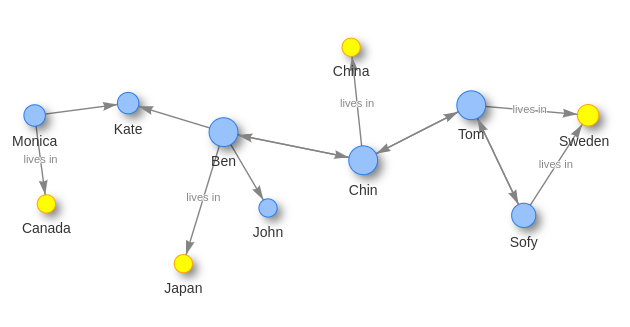 China
lives in
Monica
Kate
lives in
Tom
Sweden
lives in
Ben
lives in
Chin
lives in
Canada
John
Sofy
Japan